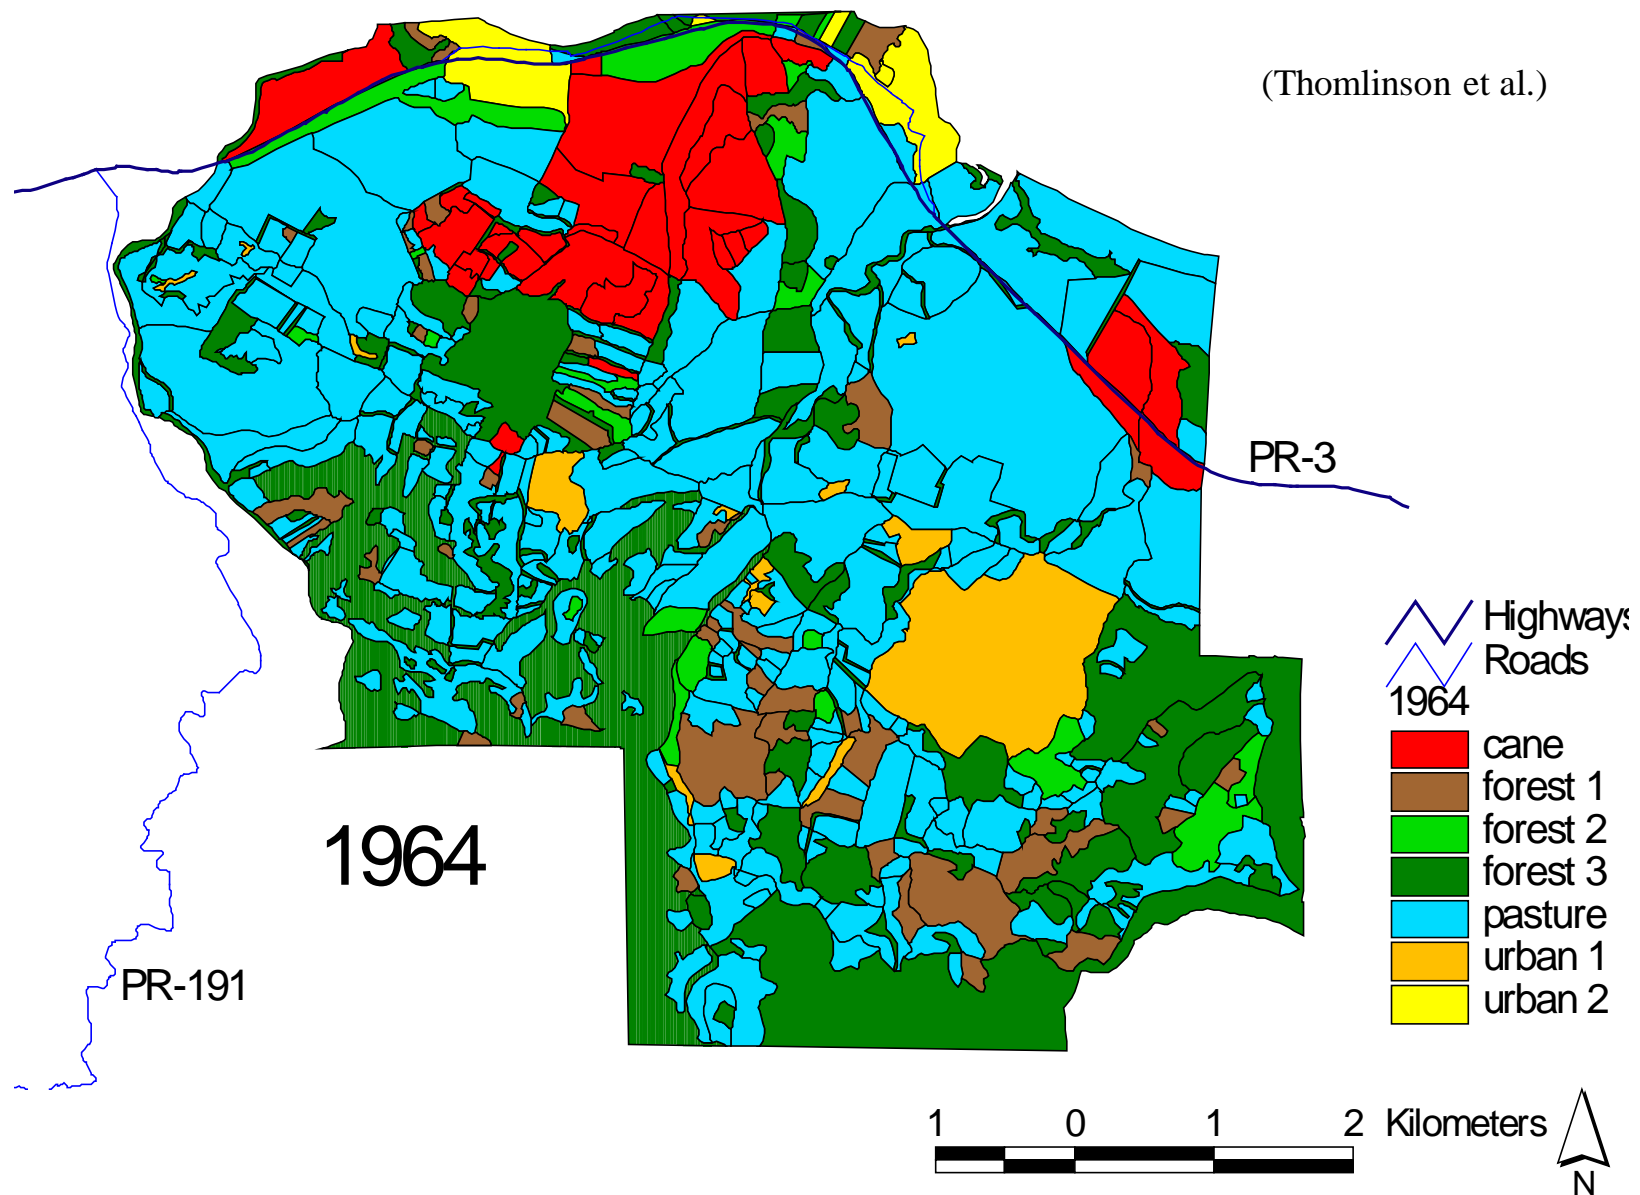 (Thomlinson et al.)
PR-3
Highways
Roads
1964
cane
forest 1
forest 2
forest 3
pasture
urban 1
urban 2
1964
PR-191
1 0 1 2 Kilometers
N